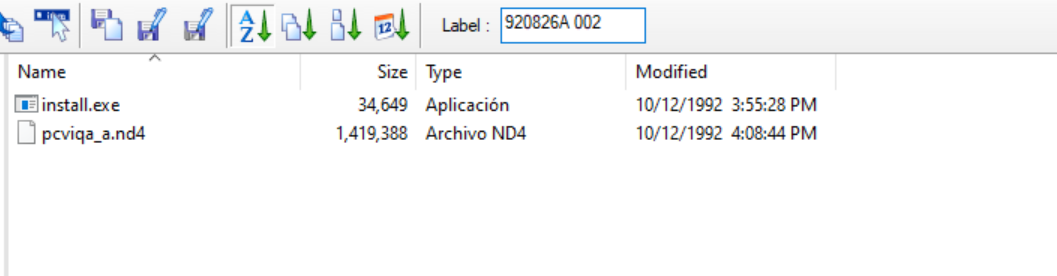 Label : 920826A 002
Name Size Type Modified
install.exe 34,649 Aplicación 10/12/1992 3:55:28 PM
pcviqa_a.nd4 1,419,388 Archivo ND4 10/12/1992 4:08:44 PM